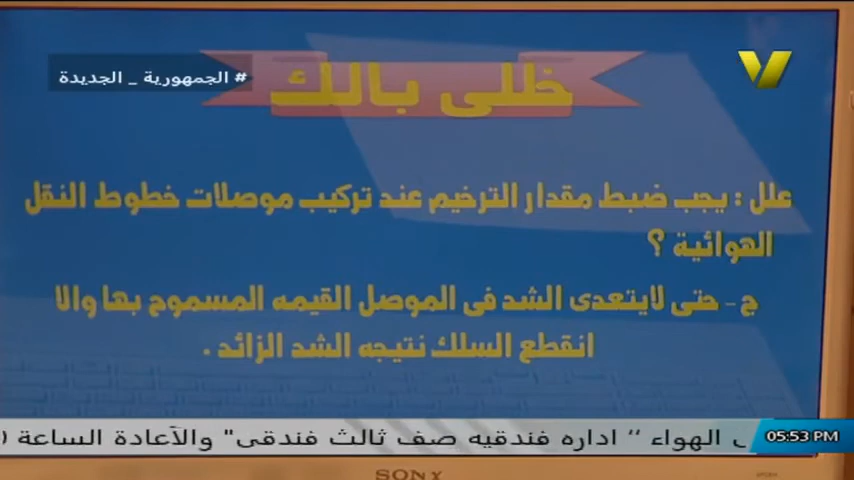 # الجمهورية _ الجديدة
خلى بالك
علل : يجب ضبط مقدار الترخيم عند تركيب موصلات خطوط النقل
الهوائية ؟
ج - حتى لايتعدى الشد فى الموصل القيمه المسموح بها والا
انقطع السلك نتيجه الشد الزائد .
الهواء “ اداره فندقيه صف ثالث فندقى" والآعادة الساعة (
05:53 PM
SONY